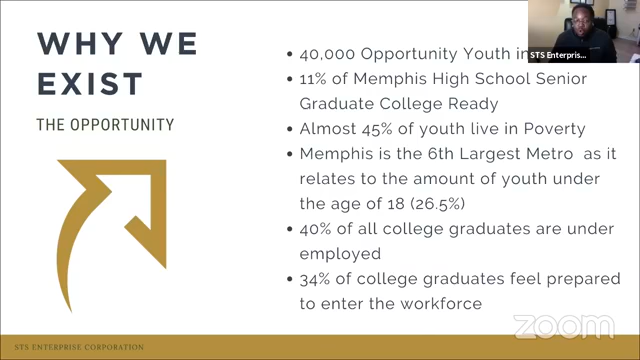 WHY WE
EXIST
THE OPPORTUNITY
40,000 Opportunity Youth in
11% of Memphis High School Senior
Graduate College Ready
Almost 45% of youth live in Poverty
Memphis is the 6th Largest Metro as it
relates to the amount of youth under
the age of 18 (26.5%)
40% of all college graduates are under
employed
34% of college graduates feel prepared
to enter the workforce
STS Enterpris...
STS ENTERPRISE CORPORATION
zoom